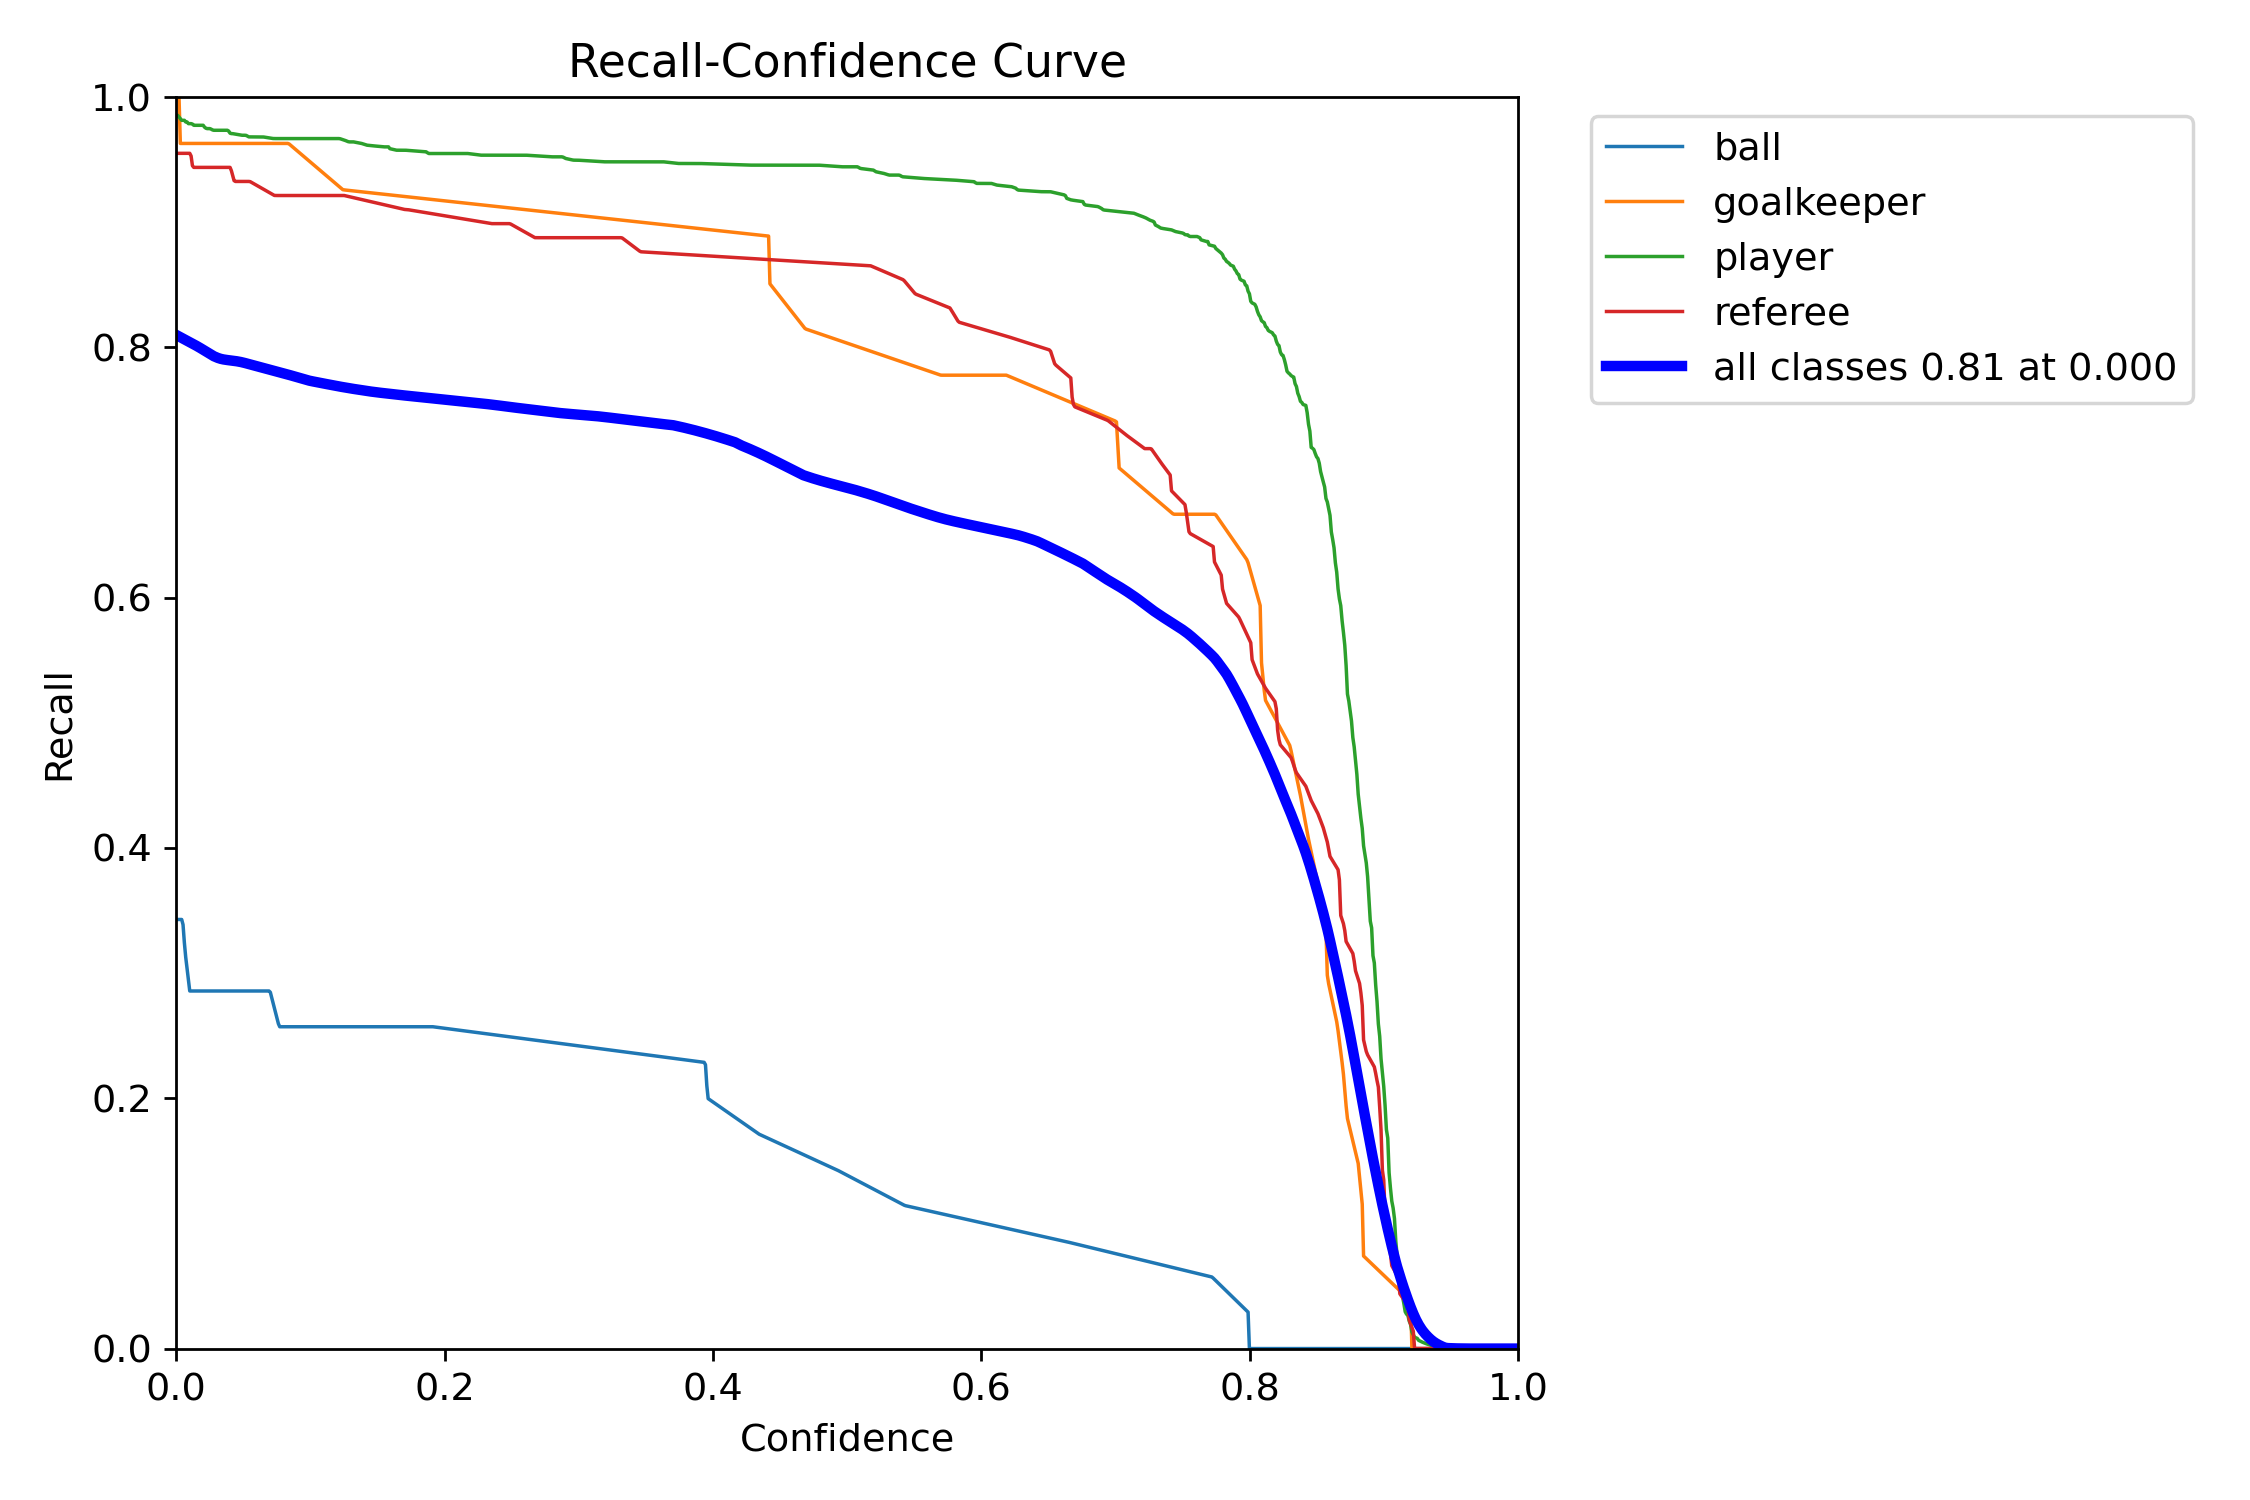 Recall-Confidence Curve
ball
goalkeeper
player
referee
all classes 0.81 at 0.000
Recall
1.0
0.8
0.6
0.4
0.2
0.0
0.0 0.2 0.4 0.6 0.8 1.0
Confidence